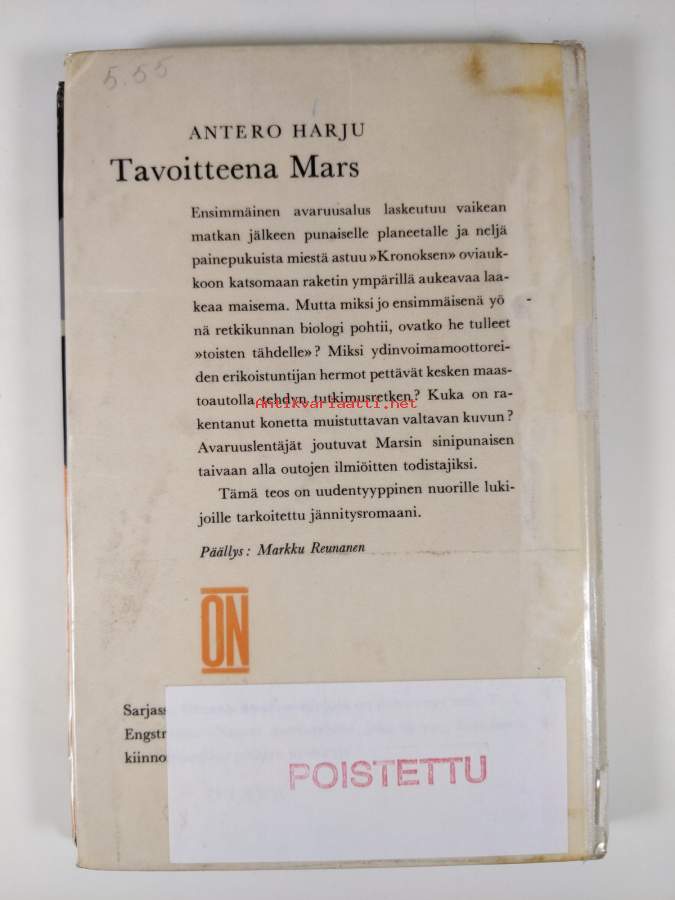 5.55
ANTERO HARJU
Tavoitteena Mars
Ensimmäinen avaruusalus laskeutuu vaikean
matkan jälkeen punaiselle planeetalle ja neljä
painepukuista miestä astuu »Kronoksen» oviauk-
koon katsomaan raketin ympärillä aukeavaa laa-
keaa maisema. Mutta miksi jo ensimmäisenä yö -
nä retkikunnan biologi pohtii, ovatko he tulleet
»toisten tähdelle»? Miksi ydinvoimamoottorei-
den erikoistuntijan hermot pettävät kesken maas-
toautolla tehdyn tutkimusretken? Kuka on ra-
Antikvariaatti.net
kentanut konetta muistuttavan valtavan kuvun?
Avaruuslentäjät joutuvat Marsin sinipunaisen
taivaan alla outojen ilmiöitten todistajiksi.
Tämä teos on uudentyyppinen nuorille luki-
joille tarkoitettu jännitysromaani.
Päällys: Markku Reunanen
ON
Sarjass
Engstr
kiinno
POISTETTU